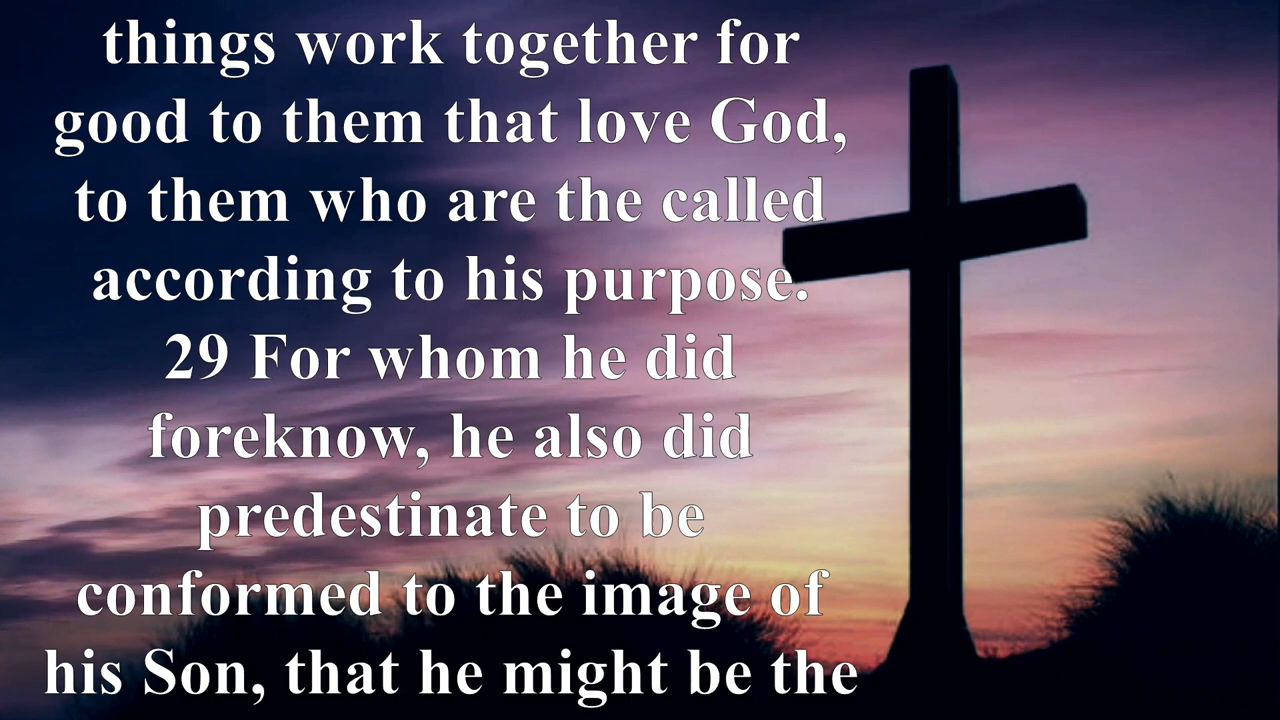 things work together for
good to them that love God,
to them who are the called
according to his purpose.
29 For whom he did
foreknow, he also did
predestinate to be
conformed to the image of
his Son, that he might be the